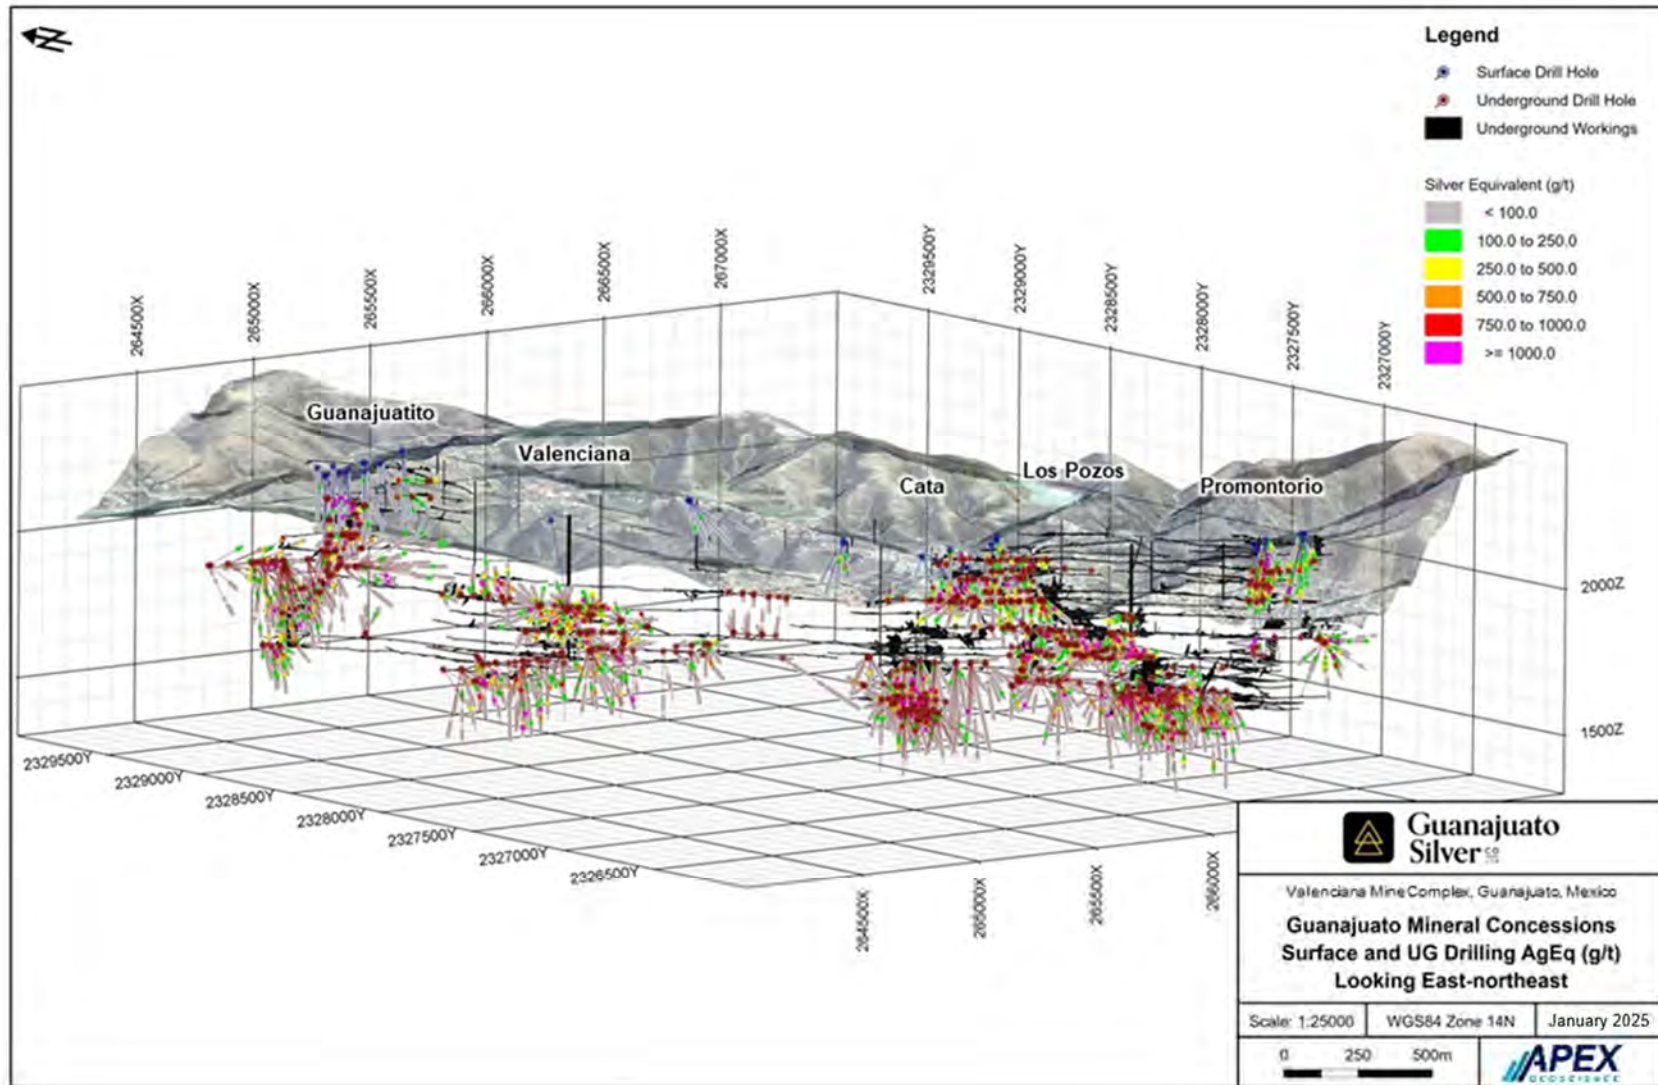 N
Legend
Surface Drill Hole
Underground Drill Hole
Underground Workings
Silver Equivalent (g/t)
< 100.0
100.0 to 250.0
250.0 to 500.0
500.0 to 750.0
750.0 to 1000.0
>= 1000.0
264500X
265000X
265500X
266000X
266500X
267000X
2329500Y
2329000Y
2328500Y
2328000Y
2327500Y
2327000Y
Guanajuatito
Valenciana
Cata
Los Pozos
Promontorio
2000Z
1500Z
2329500Y
2329000Y
2328500Y
2328000Y
2327500Y
2327000Y
2326500Y
264500X
265000X
265500X
266000X
Guanajuato
Silver
Valenciana Mine Complex, Guanajuato, Mexico
Guanajuato Mineral Concessions
Surface and UG Drilling AgEq (g/t)
Looking East-northeast
Scale: 1:25000
WGS84 Zone 14N
January 2025
0 250 500m
APEX
GEOSCIENCE